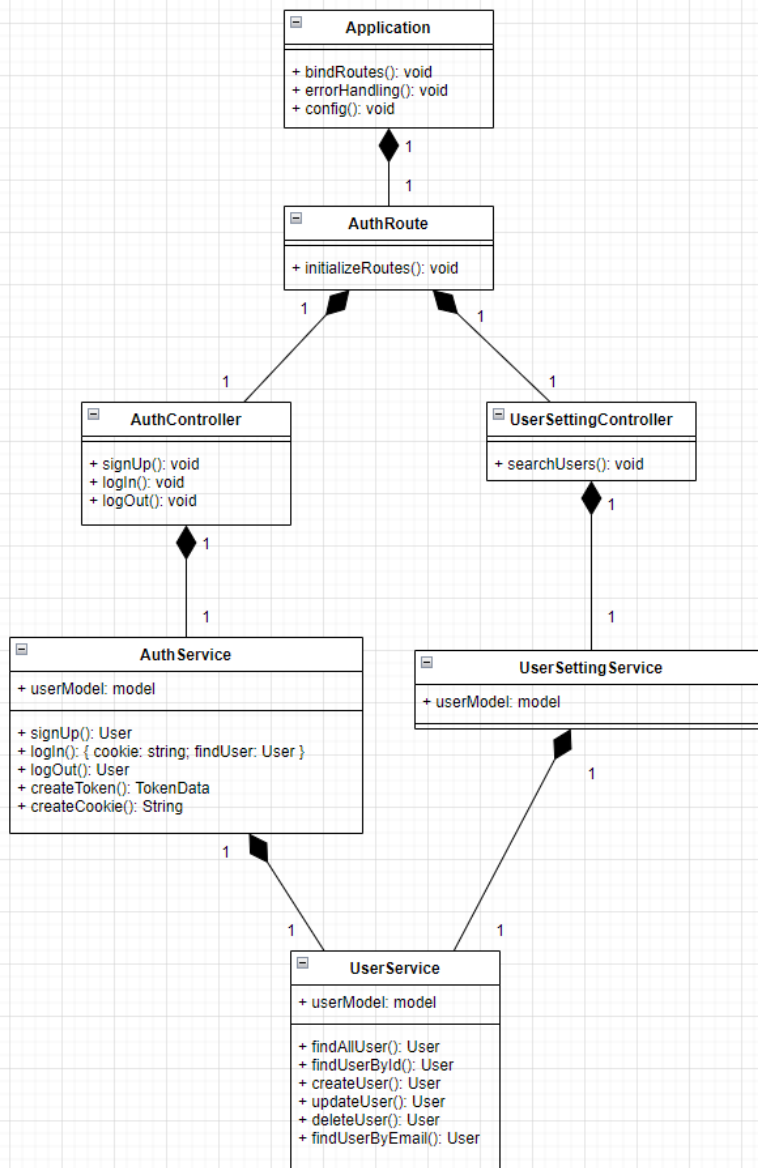 Application
+ bindRoutes(): void
+ errorHandling(): void
+ config(): void
1
1
AuthRoute
+ initializeRoutes(): void
1
1
1
1
AuthController
+ signUp(): void
+ logIn(): void
+ logOut(): void
UserSettingController
+ searchUsers(): void
1
1
1
1
AuthService
+ userModel: model
+ signUp(): User
+ logIn(): { cookie: string; findUser: User }
+ logOut(): User
+ createToken(): TokenData
+ createCookie(): String
UserSettingService
+ userModel: model
1
1
1
1
UserService
+ userModel: model
+ findAllUser(): User
+ findUserById(): User
+ createUser(): User
+ updateUser(): User
+ deleteUser(): User
+ findUserByEmail(): User